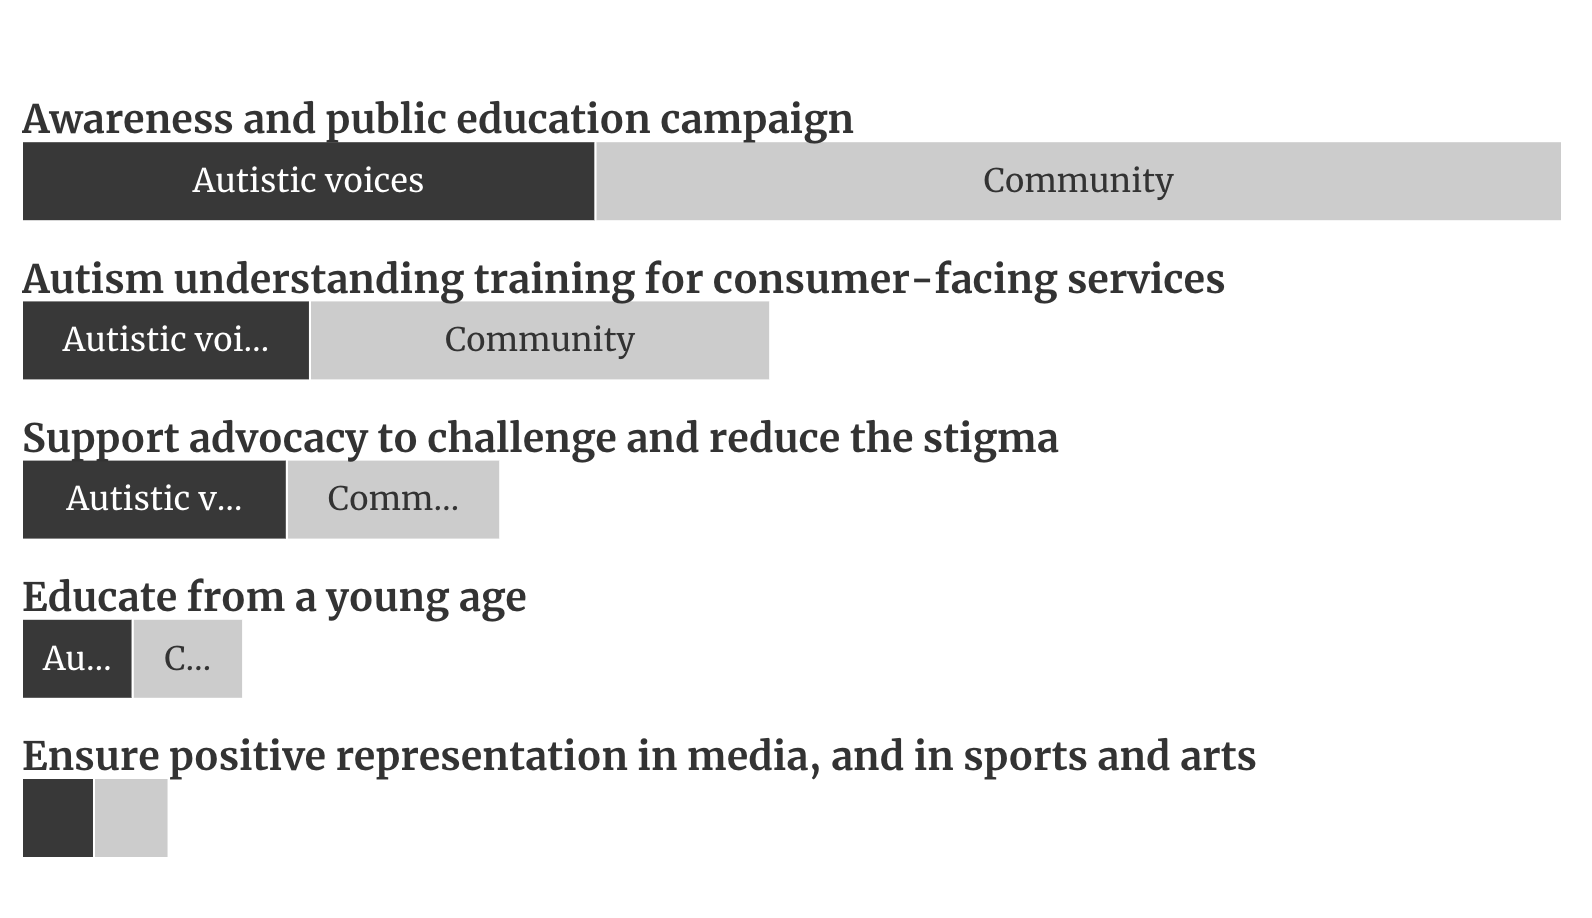 Awareness and public education campaign
Autistic voices Community
Autism understanding training for consumer-facing services
Autistic voi... Community
Support advocacy to challenge and reduce the stigma
Autistic v... Comm...
Educate from a young age
Au... C...
Ensure positive representation in media, and in sports and arts